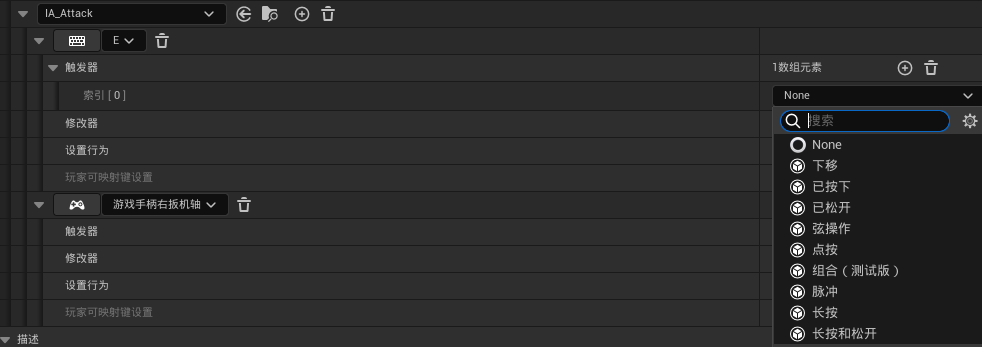 IA_Attack
E
触发器
1数组元素
索引 [ 0 ]
None
搜索
None
下移
已按下
已松开
弦操作
点按
组合（测试版）
脉冲
长按
长按和松开
修改器
设置行为
玩家可映射键设置
游戏手柄右扳机轴
触发器
修改器
设置行为
玩家可映射键设置
描述